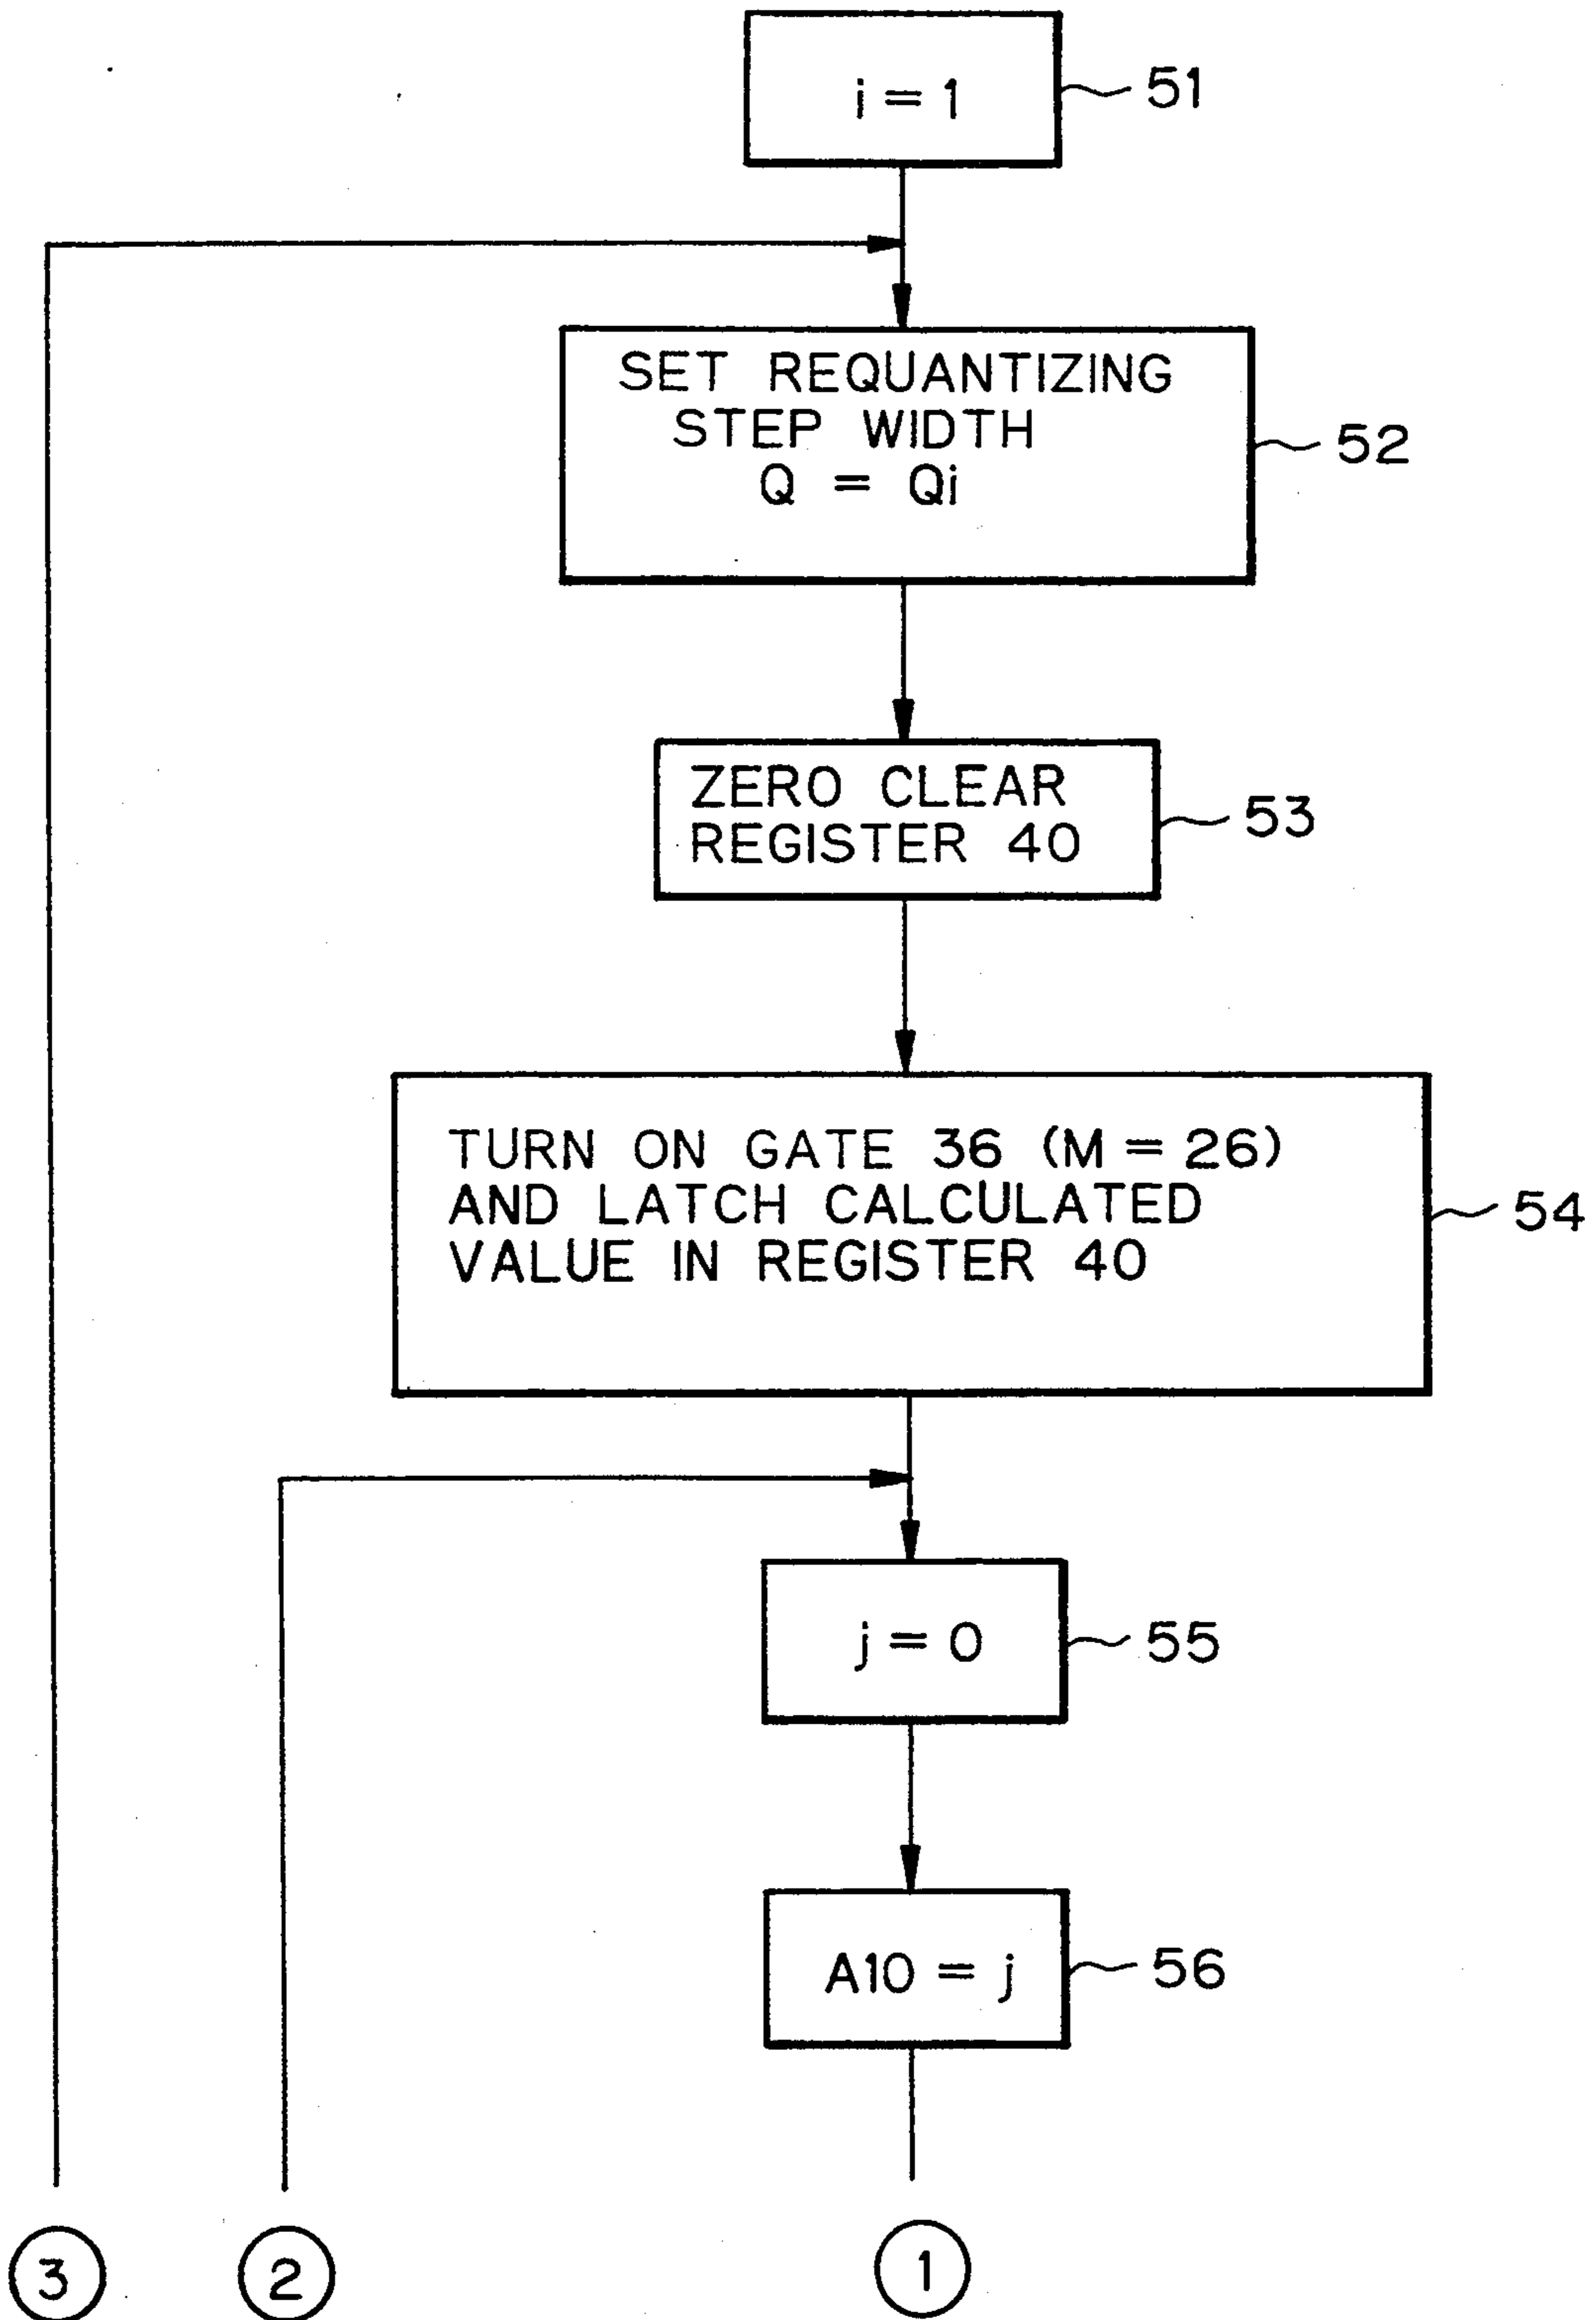 i = 1
51
SET REQUANTIZING
STEP WIDTH
Q = Qi
52
ZERO CLEAR
REGISTER 40
53
TURN ON GATE 36 (M = 26)
AND LATCH CALCULATED
VALUE IN REGISTER 40
54
j = 0
55
A10 = j
56
3
2
1